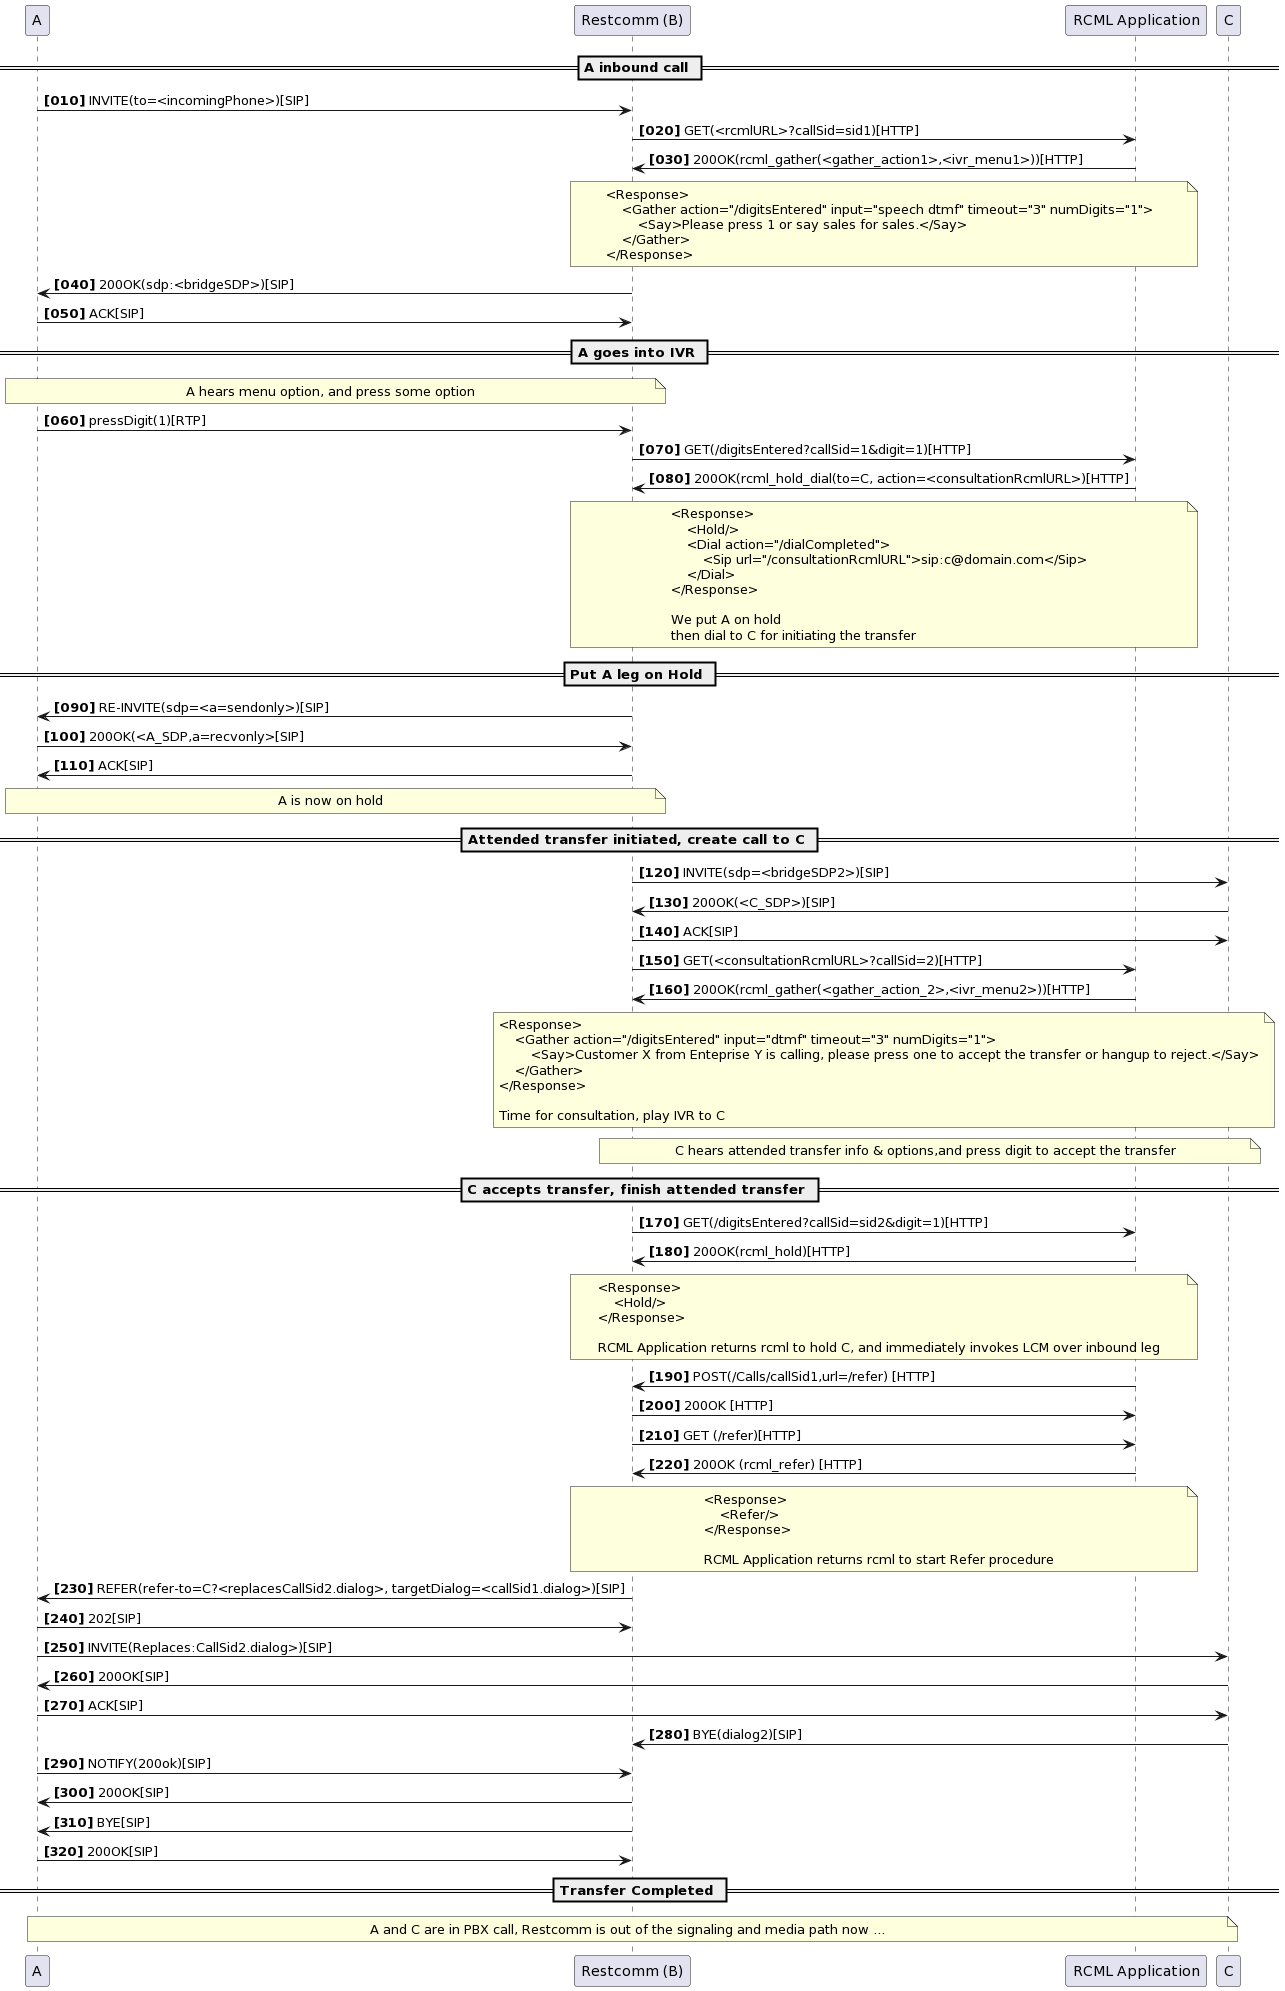 A
Restcomm (B)
RCML Application
C
A inbound call
[010] INVITE(to=<incomingPhone>)[SIP]
[020] GET(<rcmlURL>?callSid=sid1)[HTTP]
[030] 200OK(rcml_gather(<gather_action1>,<ivr_menu1>))[HTTP]
<Response>
<Gather action="/digitsEntered" input="speech dtmf" timeout="3" numDigits="1">
<Say>Please press 1 or say sales for sales.</Say>
</Gather>
</Response>
[040] 200OK(sdp:<bridgeSDP>)[SIP]
[050] ACK[SIP]
A goes into IVR
A hears menu option, and press some option
[060] pressDigit(1)[RTP]
[070] GET(/digitsEntered?callSid=1&digit=1)[HTTP]
[080] 200OK(rcml_hold_dial(to=C, action=<consultationRcmlURL>)[HTTP]
<Response>
<Hold/>
<Dial action="/dialCompleted">
<Sip url="/consultationRcmlURL">sip:c@domain.com</Sip>
</Dial>
</Response>
We put A on hold
then dial to C for initiating the transfer
Put A leg on Hold
[090] RE-INVITE(sdp=<a=sendonly>)[SIP]
[100] 200OK(<A_SDP,a=recvonly>[SIP]
[110] ACK[SIP]
A is now on hold
Attended transfer initiated, create call to C
[120] INVITE(sdp=<bridgeSDP2>)[SIP]
[130] 200OK(<C_SDP>)[SIP]
[140] ACK[SIP]
[150] GET(<consultationRcmlURL>?callSid=2)[HTTP]
[160] 200OK(rcml_gather(<gather_action_2>,<ivr_menu2>))[HTTP]
<Response>
<Gather action="/digitsEntered" input="dtmf" timeout="3" numDigits="1">
<Say>Customer X from Enteprise Y is calling, please press one to accept the transfer or hangup to reject.</Say>
</Gather>
</Response>
Time for consultation, play IVR to C
C hears attended transfer info & options,and press digit to accept the transfer
C accepts transfer, finish attended transfer
[170] GET(/digitsEntered?callSid=sid2&digit=1)[HTTP]
[180] 200OK(rcml_hold)[HTTP]
<Response>
<Hold/>
</Response>
RCML Application returns rcml to hold C, and immediately invokes LCM over inbound leg
[190] POST(/Calls/callSid1,url=/refer) [HTTP]
[200] 200OK [HTTP]
[210] GET (/refer)[HTTP]
[220] 200OK (rcml_refer) [HTTP]
<Response>
<Refer/>
</Response>
RCML Application returns rcml to start Refer procedure
[230] REFER(refer-to=C?<replacesCallSid2.dialog>, targetDialog=<callSid1.dialog>)[SIP]
[240] 202[SIP]
[250] INVITE(Replaces:CallSid2.dialog>)[SIP]
[260] 200OK[SIP]
[270] ACK[SIP]
[280] BYE(dialog2)[SIP]
[290] NOTIFY(200ok)[SIP]
[300] 200OK[SIP]
[310] BYE[SIP]
[320] 200OK[SIP]
Transfer Completed
A and C are in PBX call, Restcomm is out of the signaling and media path now ...
A
Restcomm (B)
RCML Application
C